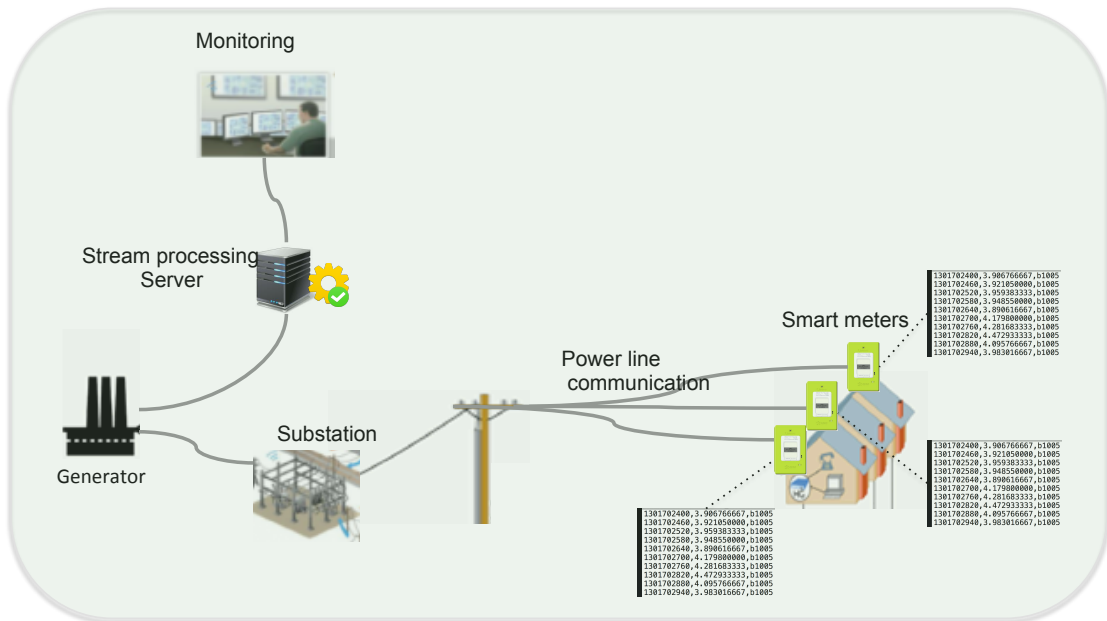 Monitoring
Stream processing
Server
Smart meters
Power line
communication
Substation
Generator
1301702400,3.906766667,b1005
1301702460,3.921050000,b1005
1301702520,3.959383333,b1005
1301702580,3.948550000,b1005
1301702640,3.890616667,b1005
1301702700,4.179800000,b1005
1301702760,4.281683333,b1005
1301702820,4.472933333,b1005
1301702880,4.095766667,b1005
1301702940,3.983016667,b1005
1301702400,3.906766667,b1005
1301702460,3.921050000,b1005
1301702520,3.959383333,b1005
1301702580,3.948550000,b1005
1301702640,3.890616667,b1005
1301702700,4.179800000,b1005
1301702760,4.281683333,b1005
1301702820,4.472933333,b1005
1301702880,4.095766667,b1005
1301702940,3.983016667,b1005
1301702400,3.906766667,b1005
1301702460,3.921050000,b1005
1301702520,3.959383333,b1005
1301702580,3.948550000,b1005
1301702640,3.890616667,b1005
1301702700,4.179800000,b1005
1301702760,4.281683333,b1005
1301702820,4.472933333,b1005
1301702880,4.095766667,b1005
1301702940,3.983016667,b1005